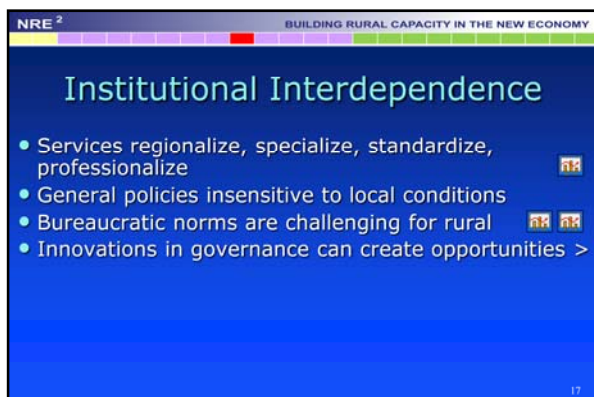 NRE 2 BUILDING RURAL CAPACITY IN THE NEW ECONOMY
Institutional Interdependence
• Services regionalize, specialize, standardize,
professionalize
• General policies insensitive to local conditions
• Bureaucratic norms are challenging for rural
• Innovations in governance can create opportunities >
17